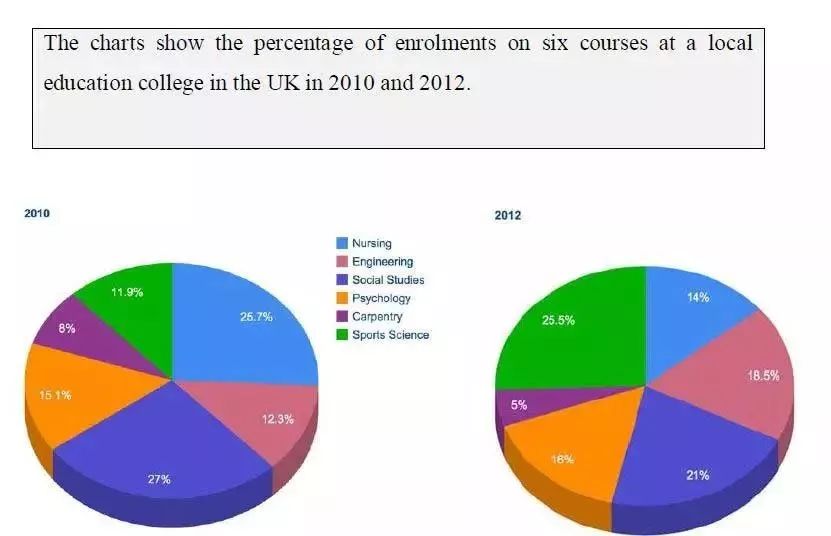 The charts show the percentage of enrolments on six courses at a local
education college in the UK in 2010 and 2012.
2010
2012
Nursing
Engineering
Social Studies
Psychology
Carpentry
Sports Science
11.9%
25.7%
8%
15.1%
12.3%
27%
14%
25.5%
18.5%
5%
16%
21%